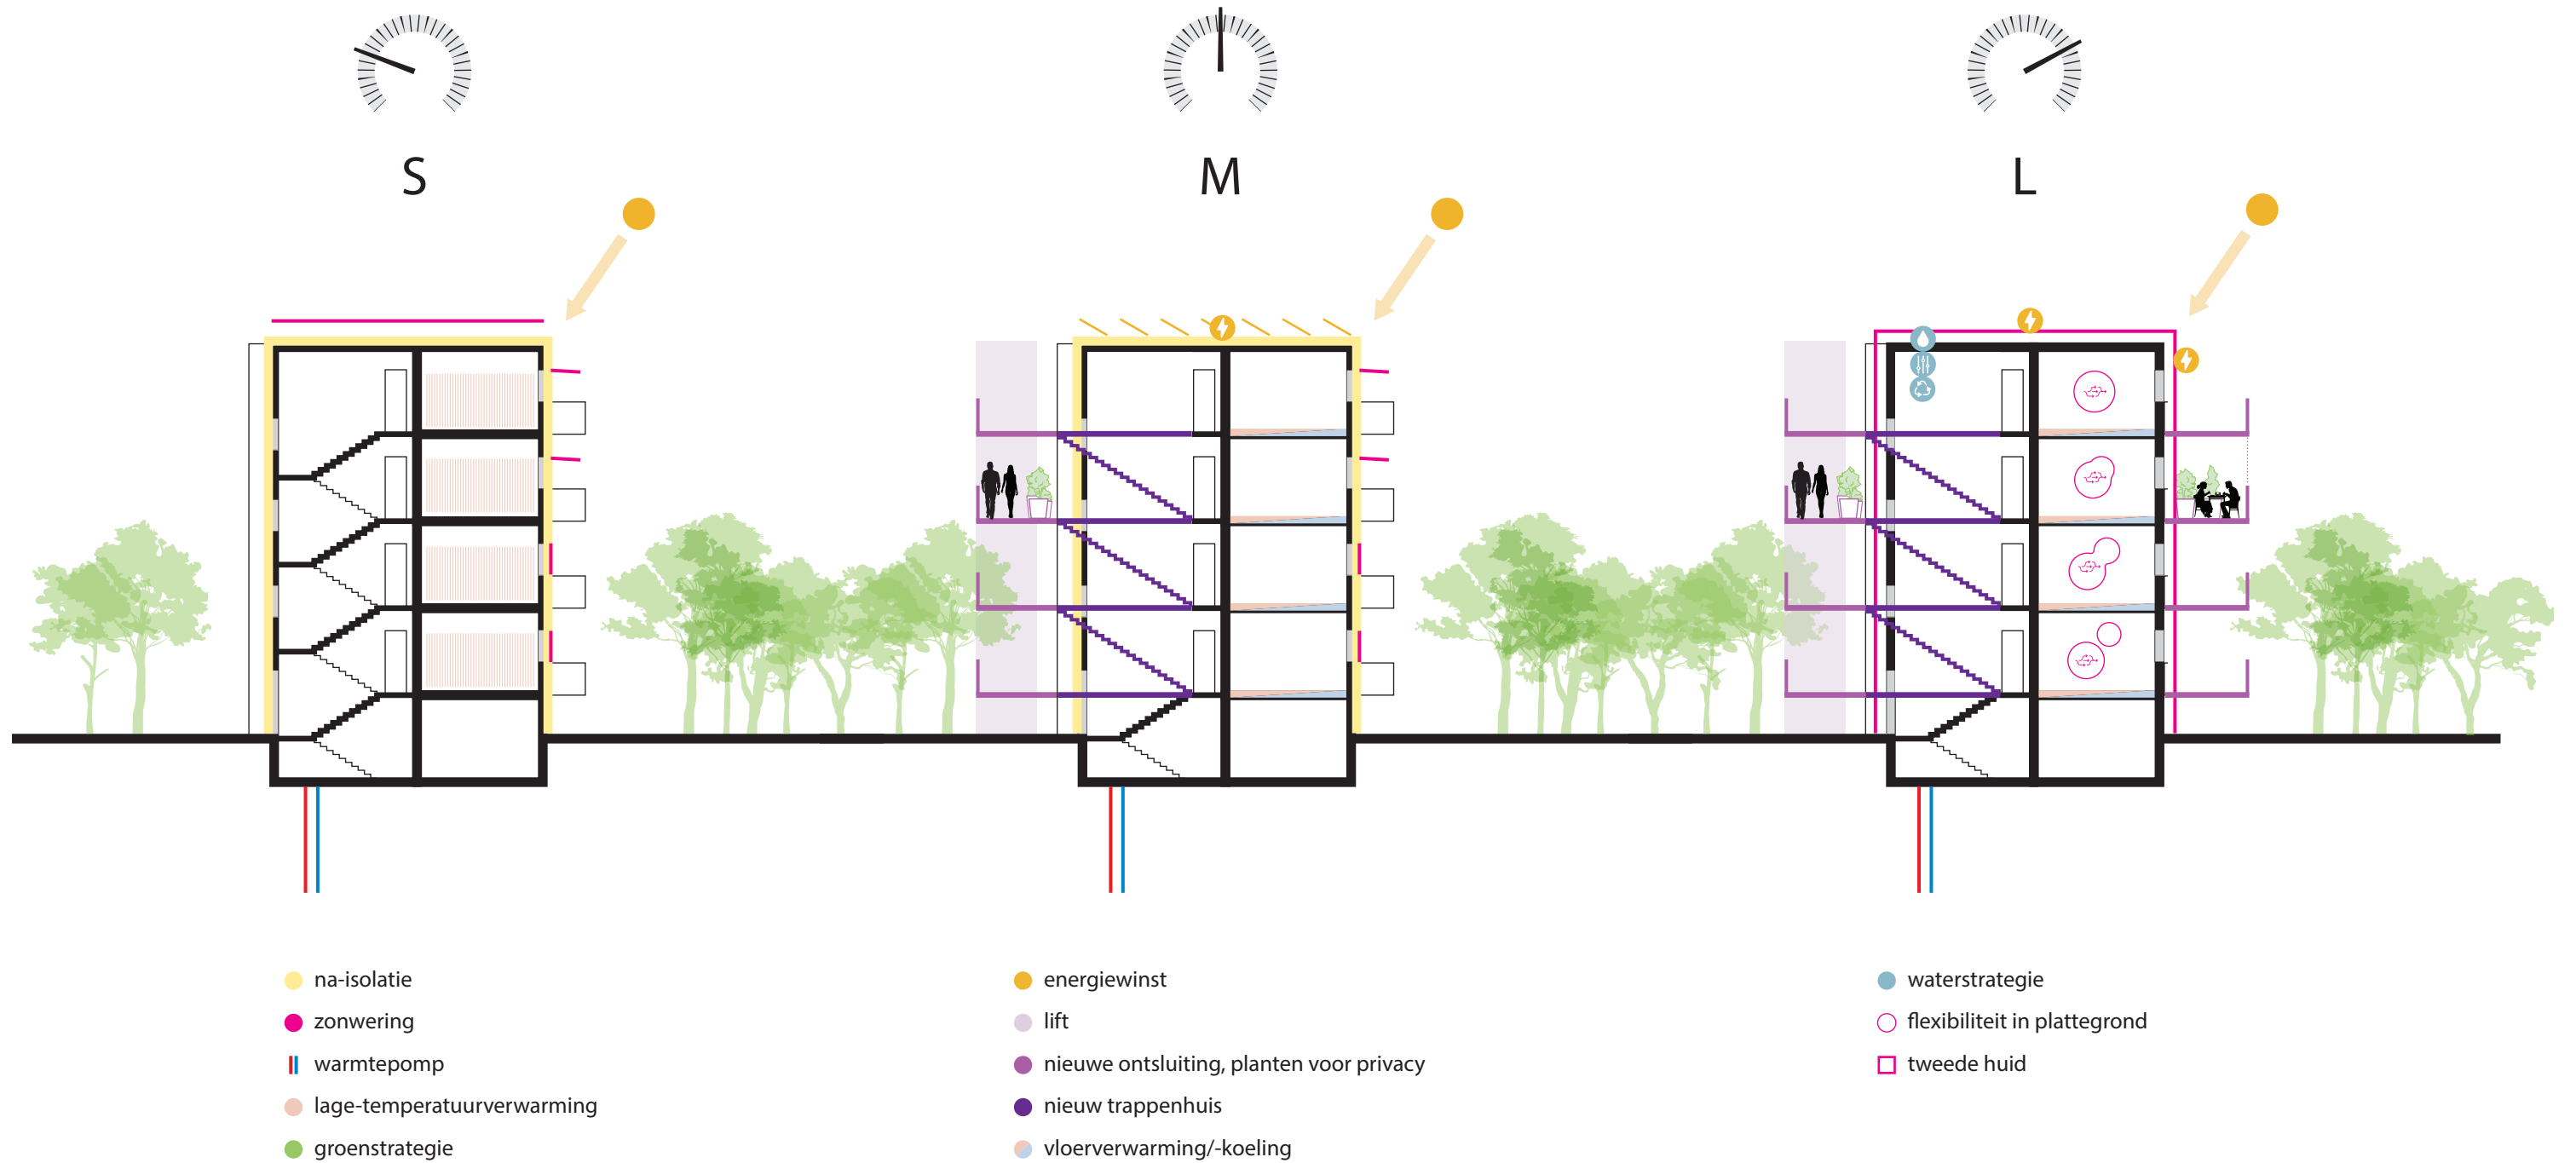 S
M
L
na-isolatie
zonwering
warmtepomp
lage-temperatuurverwarming
groenstrategie
energiewinst
lift
nieuwe ontsluiting, planten voor privacy
nieuw trappenhuis
vloerverwarming/-koeling
waterstrategie
flexibiliteit in plattegrond
tweede huid